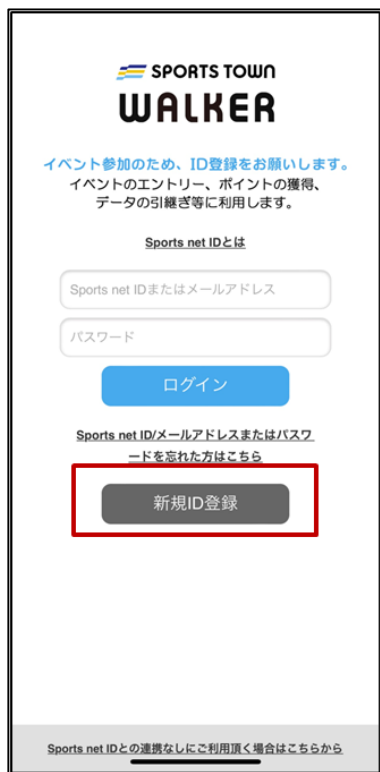 SPORTS TOWN
WALKER
イベント参加のため、ID登録をお願いします。
イベントのエントリー、ポイントの獲得、
データの引継ぎ等に利用します。
Sports net IDとは
Sports net IDまたはメールアドレス
パスワード
ログイン
Sports net ID/メールアドレスまたはパスワ
ードを忘れた方はこちら
新規ID登録
Sports net IDとの連携なしにご利用頂く場合はこちらから